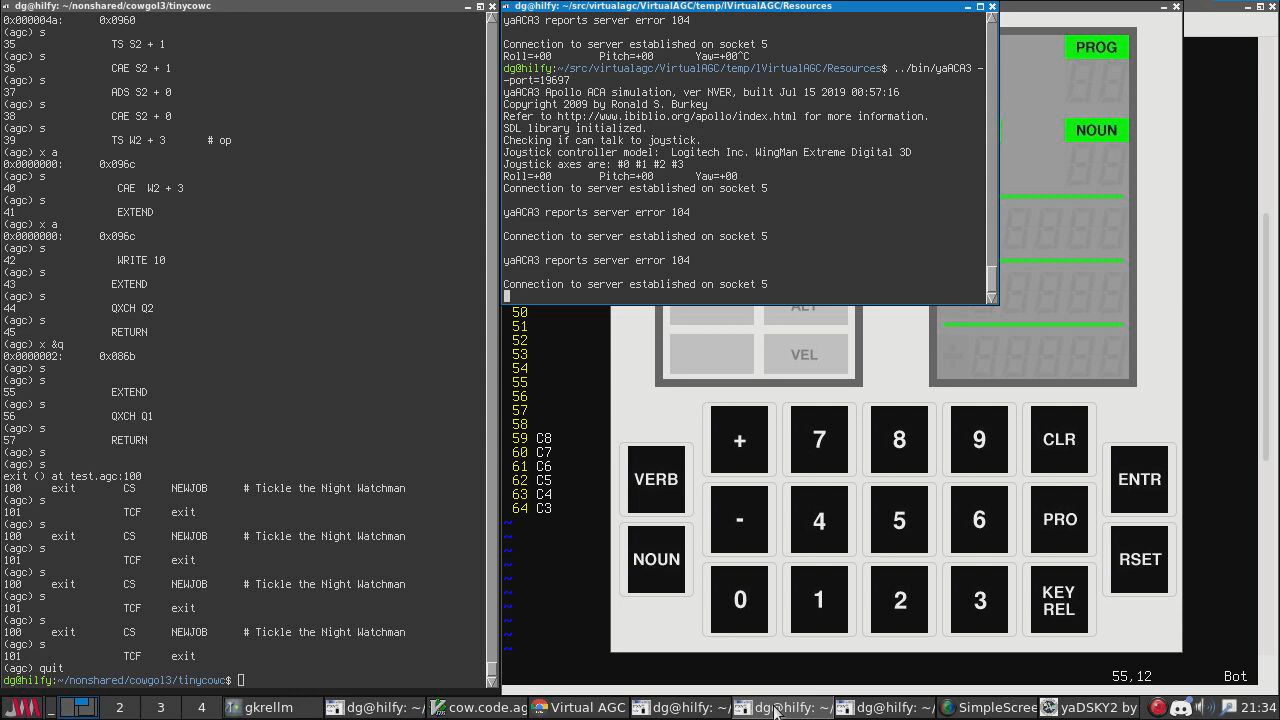 dg@hilfy: ~/nonshared/cowgol3/tinycowc
0x000004a: 0x0368
(agc) s
35 TS W2 + 1
(agc) s
36 CAE S2 + 1
(agc) s
37 ADS S2 + 0
(agc) s
38 CAE S2 + 0
(agc) s
39 TS W2 + 3 # op
(agc) x a
0x0000000: 0x096c
(agc) s
40 CAE W2 + 3
(agc) s
41 EXTEND
(agc) x a
0x0000000: 0x096c
(agc) s
42 WRITE 10
(agc) s
43 EXTEND
(agc) s
44 QXCH Q2
(agc) s
45 RETURN
(agc) x &q
0x0000002: 0x086b
(agc) s
(agc) s
55 EXTEND
(agc) s
56 QXCH Q1
(agc) s
57 RETURN
(agc) s
(agc) s
exit () at test.agc:100
100 exit CS NEWJOB # Tickle the Night Watchman
(agc) s
101 TCF exit
(agc) s
100 exit CS NEWJOB # Tickle the Night Watchman
(agc) s
101 TCF exit
(agc) s
100 exit CS NEWJOB # Tickle the Night Watchman
(agc) s
101 TCF exit
(agc) s
100 exit CS NEWJOB # Tickle the Night Watchman
(agc) s
101 TCF exit
(agc) quit
dg@hilfy:~/nonshared/cowgol3/tinycowc$
dg@hilfy: ~/src/virtualagc/VirtualAGC/temp/lVirtualAGC/Resources
yaACA3 reports server error 104
Connection to server established on socket 5
Roll=+00 Pitch=+00 Yaw=+00^C
dg@hilfy:~/src/virtualagc/VirtualAGC/temp/lVirtualAGC/Resources$ ../bin/yaACA3 -
-port=19697
yaACA3 Apollo ACA simulation, ver NVER, built Jul 15 2019 00:57:16
Copyright 2009 by Ronald S. Burkey
Refer to http://www.ibiblio.org/apollo/index.html for more information.
SDL library initialized.
Checking if can talk to joystick.
Joystick controller model: Logitech Inc. WingMan Extreme Digital 3D
Joystick axes are: #0 #1 #2 #3
Roll=+00 Pitch=+00 Yaw=+00
Connection to server established on socket 5
yaACA3 reports server error 104
Connection to server established on socket 5
yaACA3 reports server error 104
Connection to server established on socket 5
PROG
NOUN
ALT
VEL
50
51
52
53
54
55
56
57
58
59 C8
60 C7
61 C6
62 C5
63 C4
64 C3
~
~
~
~
~
~
~
~
~
~
+ 7 8 9 CLR
VERB ENTR
- 4 5 6 PRO
NOUN RSET
0 1 2 3 KEY
REL
55,12 Bot
2 3 4 gkrellm dg@hilfy: ~/ cow.code.ag Virtual AGC dg@hilfy: ~/ dg@hilfy: ~/ dg@hilfy: ~/ SimpleScree yaDSKY2 by 21:34